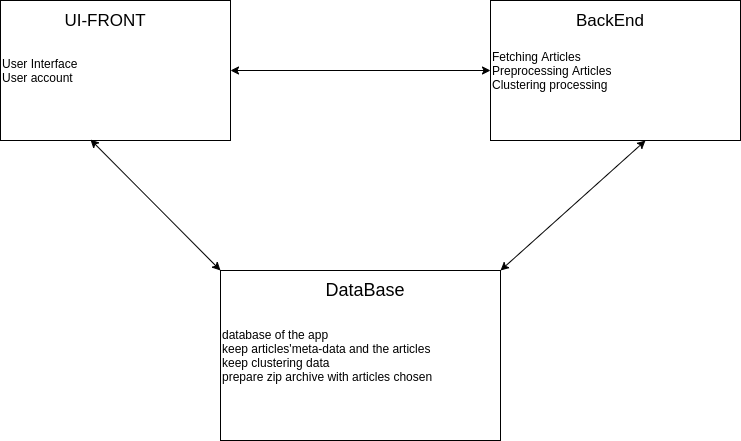 UI-FRONT
User Interface
User account
BackEnd
Fetching Articles
Preprocessing Articles
Clustering processing
DataBase
database of the app
keep articles'meta-data and the articles
keep clustering data
prepare zip archive with articles chosen